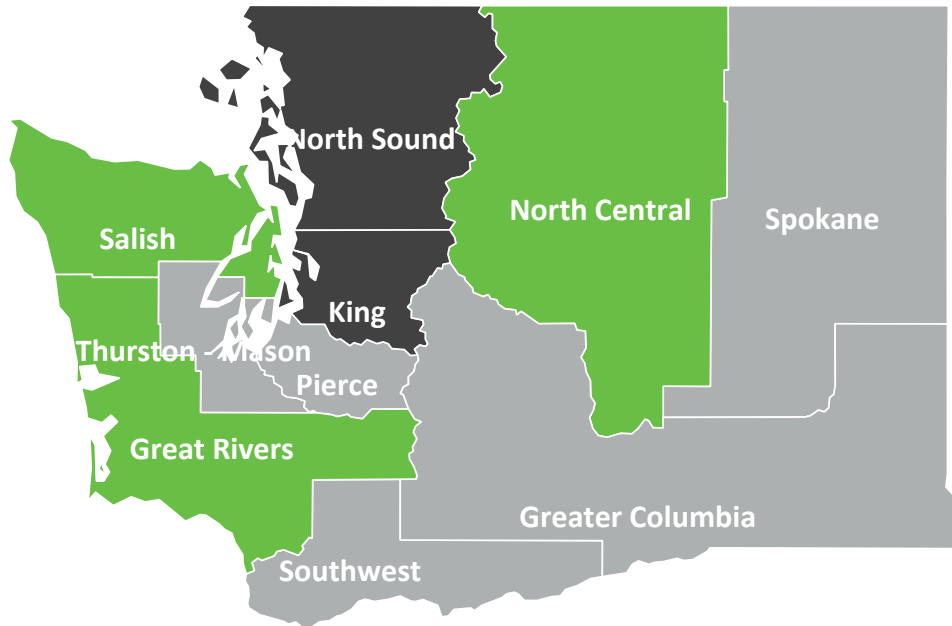 North Sound
North Central
Spokane
Salish
King
Thurston - Mason
Pierce
Great Rivers
Greater Columbia
Southwest